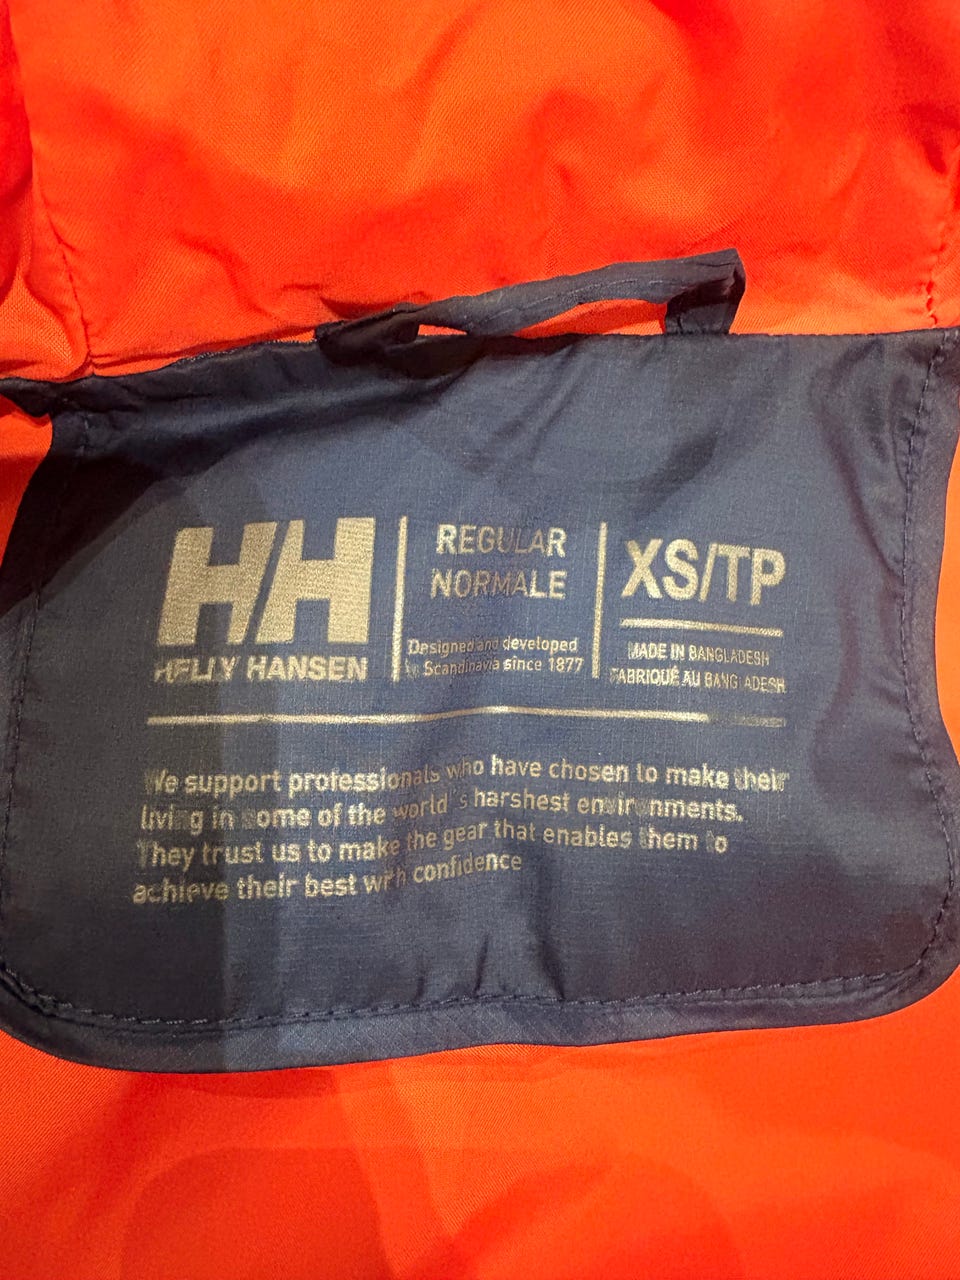 HH
HELLY HANSEN
REGULAR
NORMALE
Designed and developed
in Scandinavia since 1877
XS/TP
MADE IN BANGLADESH
FABRIQUÉ AU BANGLADESH
We support professionals who have chosen to make their
living in some of the world's harshest environments.
They trust us to make the gear that enables them to
achieve their best with confidence